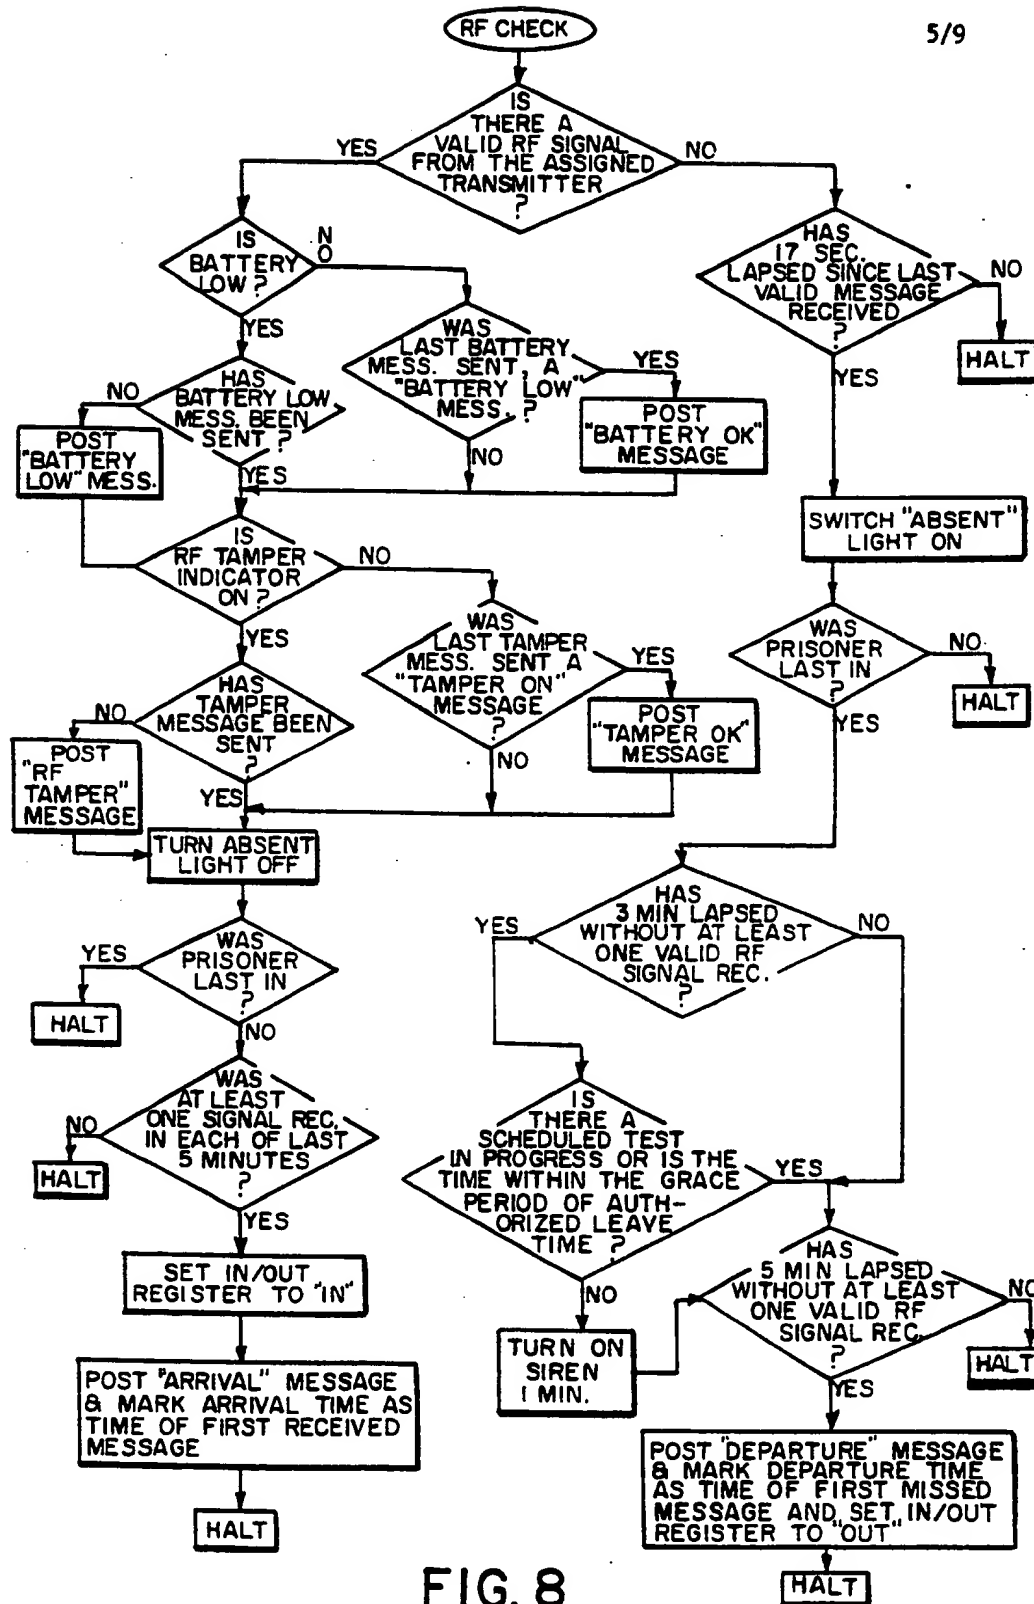 5/9
RF CHECK
IS
THERE A
VALID RF SIGNAL
FROM THE ASSIGNED
TRANSMITTER
?
YES
NO
IS
BATTERY
LOW ?
N
O
YES
HAS
17 SEC.
LAPSED SINCE LAST
VALID MESSAGE
RECEIVED
?
NO
HALT
YES
WAS
LAST BATTERY
MESS. SENT, A
"BATTERY LOW"
MESS. ?
YES
NO
POST
"BATTERY OK"
MESSAGE
HAS
BATTERY LOW
MESS. BEEN
SENT ?
NO
YES
POST
"BATTERY
LOW" MESS.
SWITCH "ABSENT"
LIGHT ON
IS
RF TAMPER
INDICATOR
ON ?
NO
YES
WAS
LAST TAMPER
MESS. SENT A
"TAMPER ON"
MESSAGE
?
YES
NO
POST
"TAMPER OK"
MESSAGE
WAS
PRISONER
LAST IN
?
NO
HALT
YES
HAS
TAMPER
MESSAGE BEEN
SENT
?
NO
YES
POST
"RF
TAMPER"
MESSAGE
TURN ABSENT
LIGHT OFF
HAS
3 MIN LAPSED
WITHOUT AT LEAST
ONE VALID RF
SIGNAL REC.
?
YES
NO
WAS
PRISONER
LAST IN
?
YES
HALT
NO
WAS
AT LEAST
ONE SIGNAL REC.
IN EACH OF LAST
5 MINUTES
?
NO
HALT
YES
IS
THERE A
SCHEDULED TEST
IN PROGRESS OR IS THE
TIME WITHIN THE GRACE
PERIOD OF AUTH-
ORIZED LEAVE
TIME ?
YES
NO
SET IN/OUT
REGISTER TO "IN"
HAS
5 MIN LAPSED
WITHOUT AT LEAST
ONE VALID RF
SIGNAL REC.
?
NO
HALT
YES
TURN ON
SIREN
1 MIN.
POST "ARRIVAL" MESSAGE
& MARK ARRIVAL TIME AS
TIME OF FIRST RECEIVED
MESSAGE
HALT
POST "DEPARTURE" MESSAGE
& MARK DEPARTURE TIME
AS TIME OF FIRST MISSED
MESSAGE AND SET IN/OUT
REGISTER TO "OUT"
HALT
FIG. 8